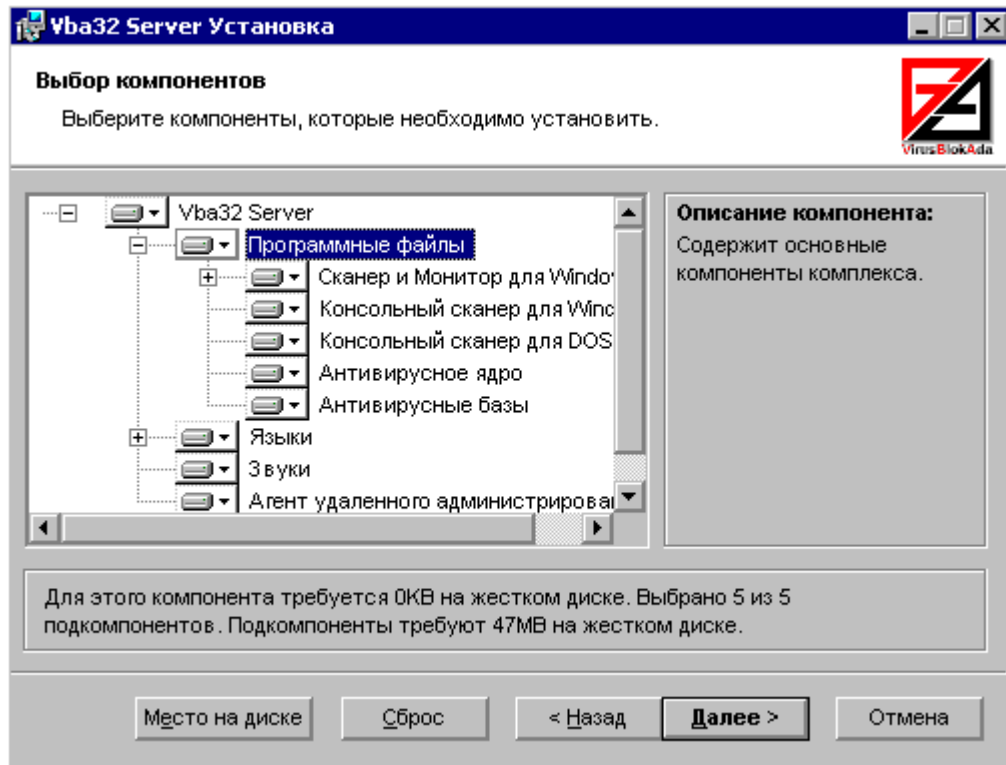 Vba32 Server Установка
Выбор компонентов
Выберите компоненты, которые необходимо установить.
VirusBlokAda
Vba32 Server
Программные файлы
Сканер и Монитор для Windo
Консольный сканер для Winc
Консольный сканер для DOS
Антивирусное ядро
Антивирусные базы
Языки
Звуки
Агент удаленного администрирова
Описание компонента:
Содержит основные
компоненты комплекса.
Для этого компонента требуется 0KB на жестком диске. Выбрано 5 из 5
подкомпонентов. Подкомпоненты требуют 47MB на жестком диске.
Место на диске
Сброс
< Назад
Далее >
Отмена